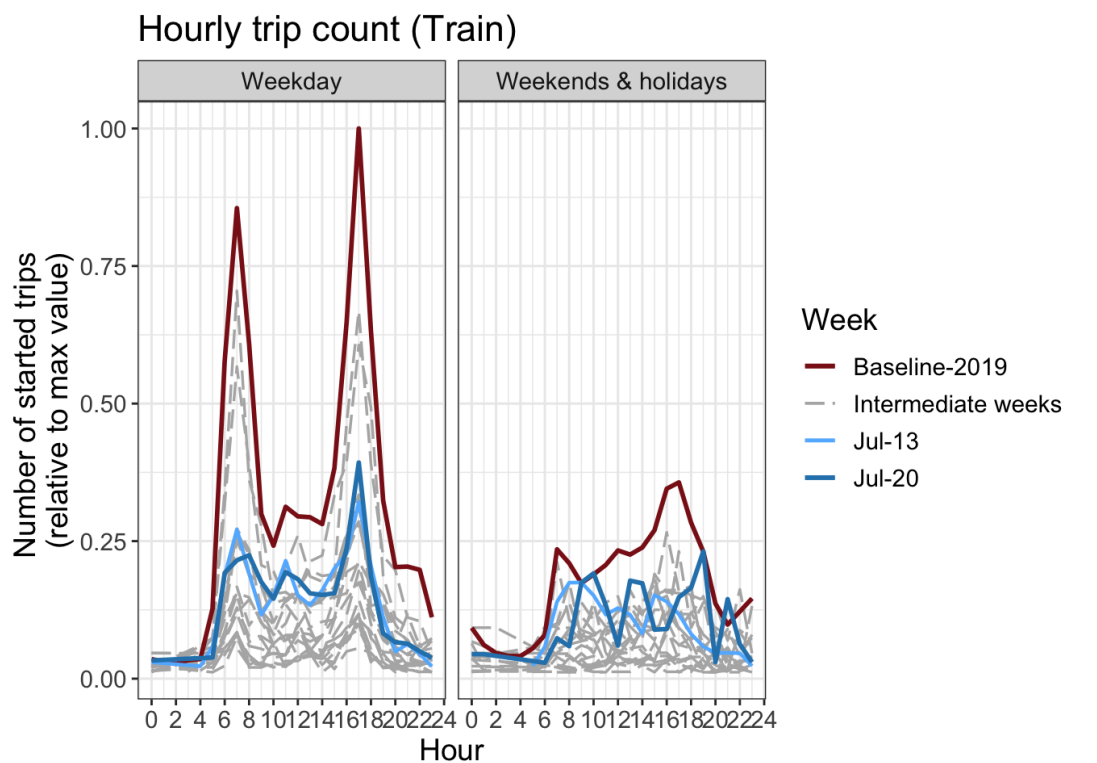 Hourly trip count (Train)
Weekday
Weekends & holidays
Number of started trips
(relative to max value)
1.00
0.75
0.50
0.25
0.00
0 2 4 6 8 10 12 14 16 18 20 22 24
0 2 4 6 8 10 12 14 16 18 20 22 24
Hour
Week
Baseline-2019
Intermediate weeks
Jul-13
Jul-20